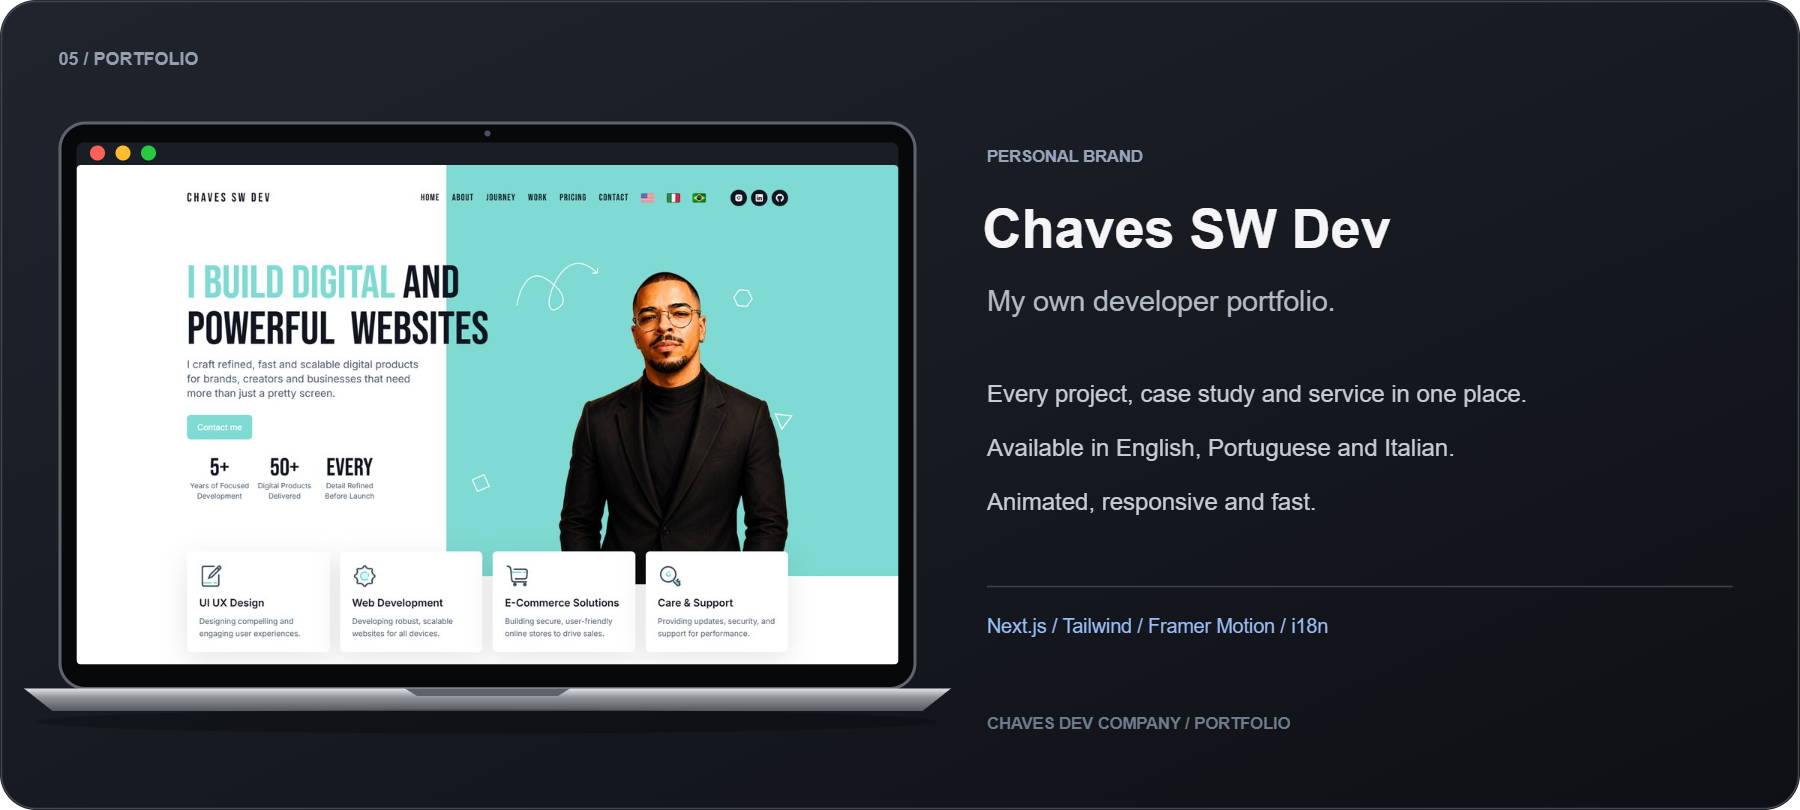 05 / PORTFOLIO
CHAVES SW DEV
HOME ABOUT JOURNEY WORK PRICING CONTACT
I BUILD DIGITAL AND
POWERFUL WEBSITES
I craft refined, fast and scalable digital products
for brands, creators and businesses that need
more than just a pretty screen.
Contact me
5+ 50+ EVERY
Years of Focused Digital Products Detail Refined
Development Delivered Before Launch
UI UX Design
Designing compelling and
engaging user experiences.
Web Development
Developing robust, scalable
websites for all devices.
E-Commerce Solutions
Building secure, user-friendly
online stores to drive sales.
Care & Support
Providing updates, security, and
support for performance.
PERSONAL BRAND
Chaves SW Dev
My own developer portfolio.
Every project, case study and service in one place.
Available in English, Portuguese and Italian.
Animated, responsive and fast.
Next.js / Tailwind / Framer Motion / i18n
CHAVES DEV COMPANY / PORTFOLIO